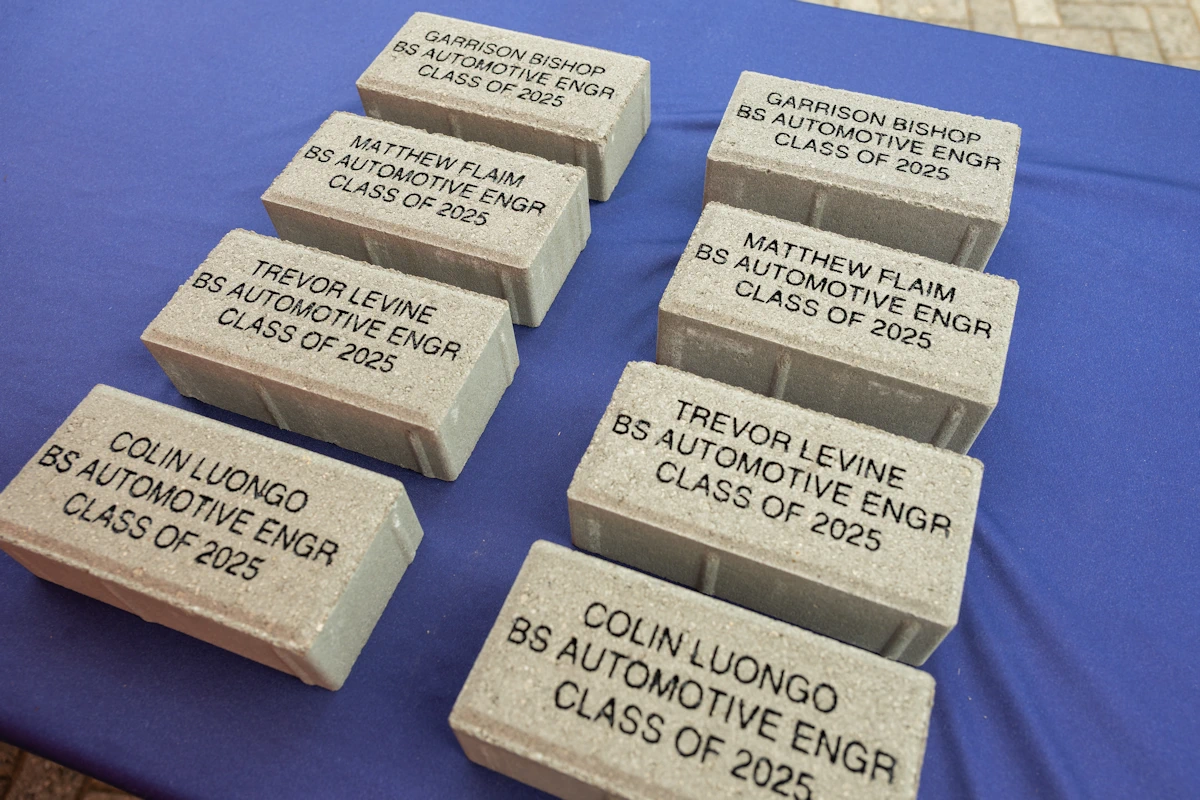 GARRISON BISHOP
BS AUTOMOTIVE ENGR
CLASS OF 2025
MATTHEW FLAIM
BS AUTOMOTIVE ENGR
CLASS OF 2025
TREVOR LEVINE
BS AUTOMOTIVE ENGR
CLASS OF 2025
COLIN LUONGO
BS AUTOMOTIVE ENGR
CLASS OF 2025
GARRISON BISHOP
BS AUTOMOTIVE ENGR
CLASS OF 2025
MATTHEW FLAIM
BS AUTOMOTIVE ENGR
CLASS OF 2025
TREVOR LEVINE
BS AUTOMOTIVE ENGR
CLASS OF 2025
COLIN LUONGO
BS AUTOMOTIVE ENGR
CLASS OF 2025